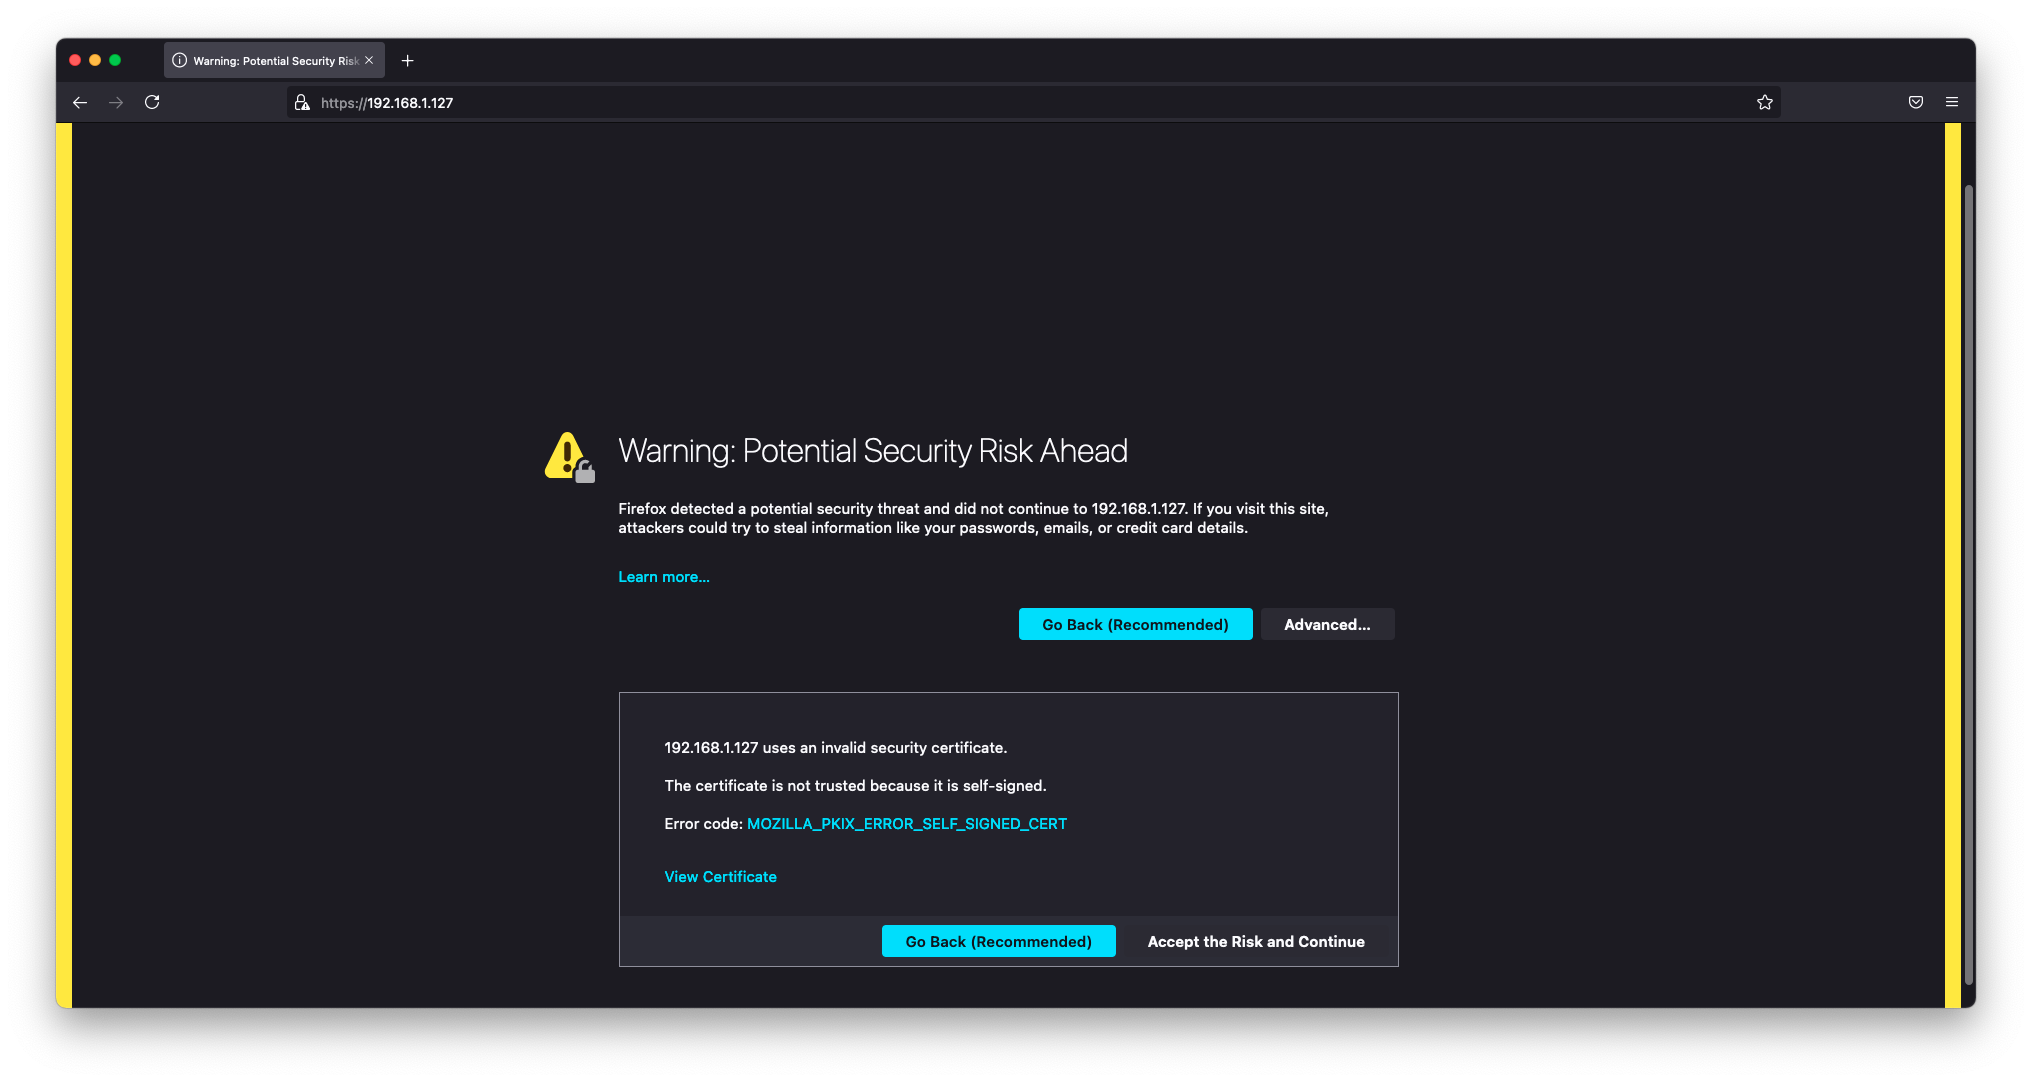 Warning: Potential Security Risk
https://192.168.1.127
Warning: Potential Security Risk Ahead
Firefox detected a potential security threat and did not continue to 192.168.1.127. If you visit this site,
attackers could try to steal information like your passwords, emails, or credit card details.
Learn more...
Go Back (Recommended)
Advanced...
192.168.1.127 uses an invalid security certificate.
The certificate is not trusted because it is self-signed.
Error code: MOZILLA_PKIX_ERROR_SELF_SIGNED_CERT
View Certificate
Go Back (Recommended)
Accept the Risk and Continue